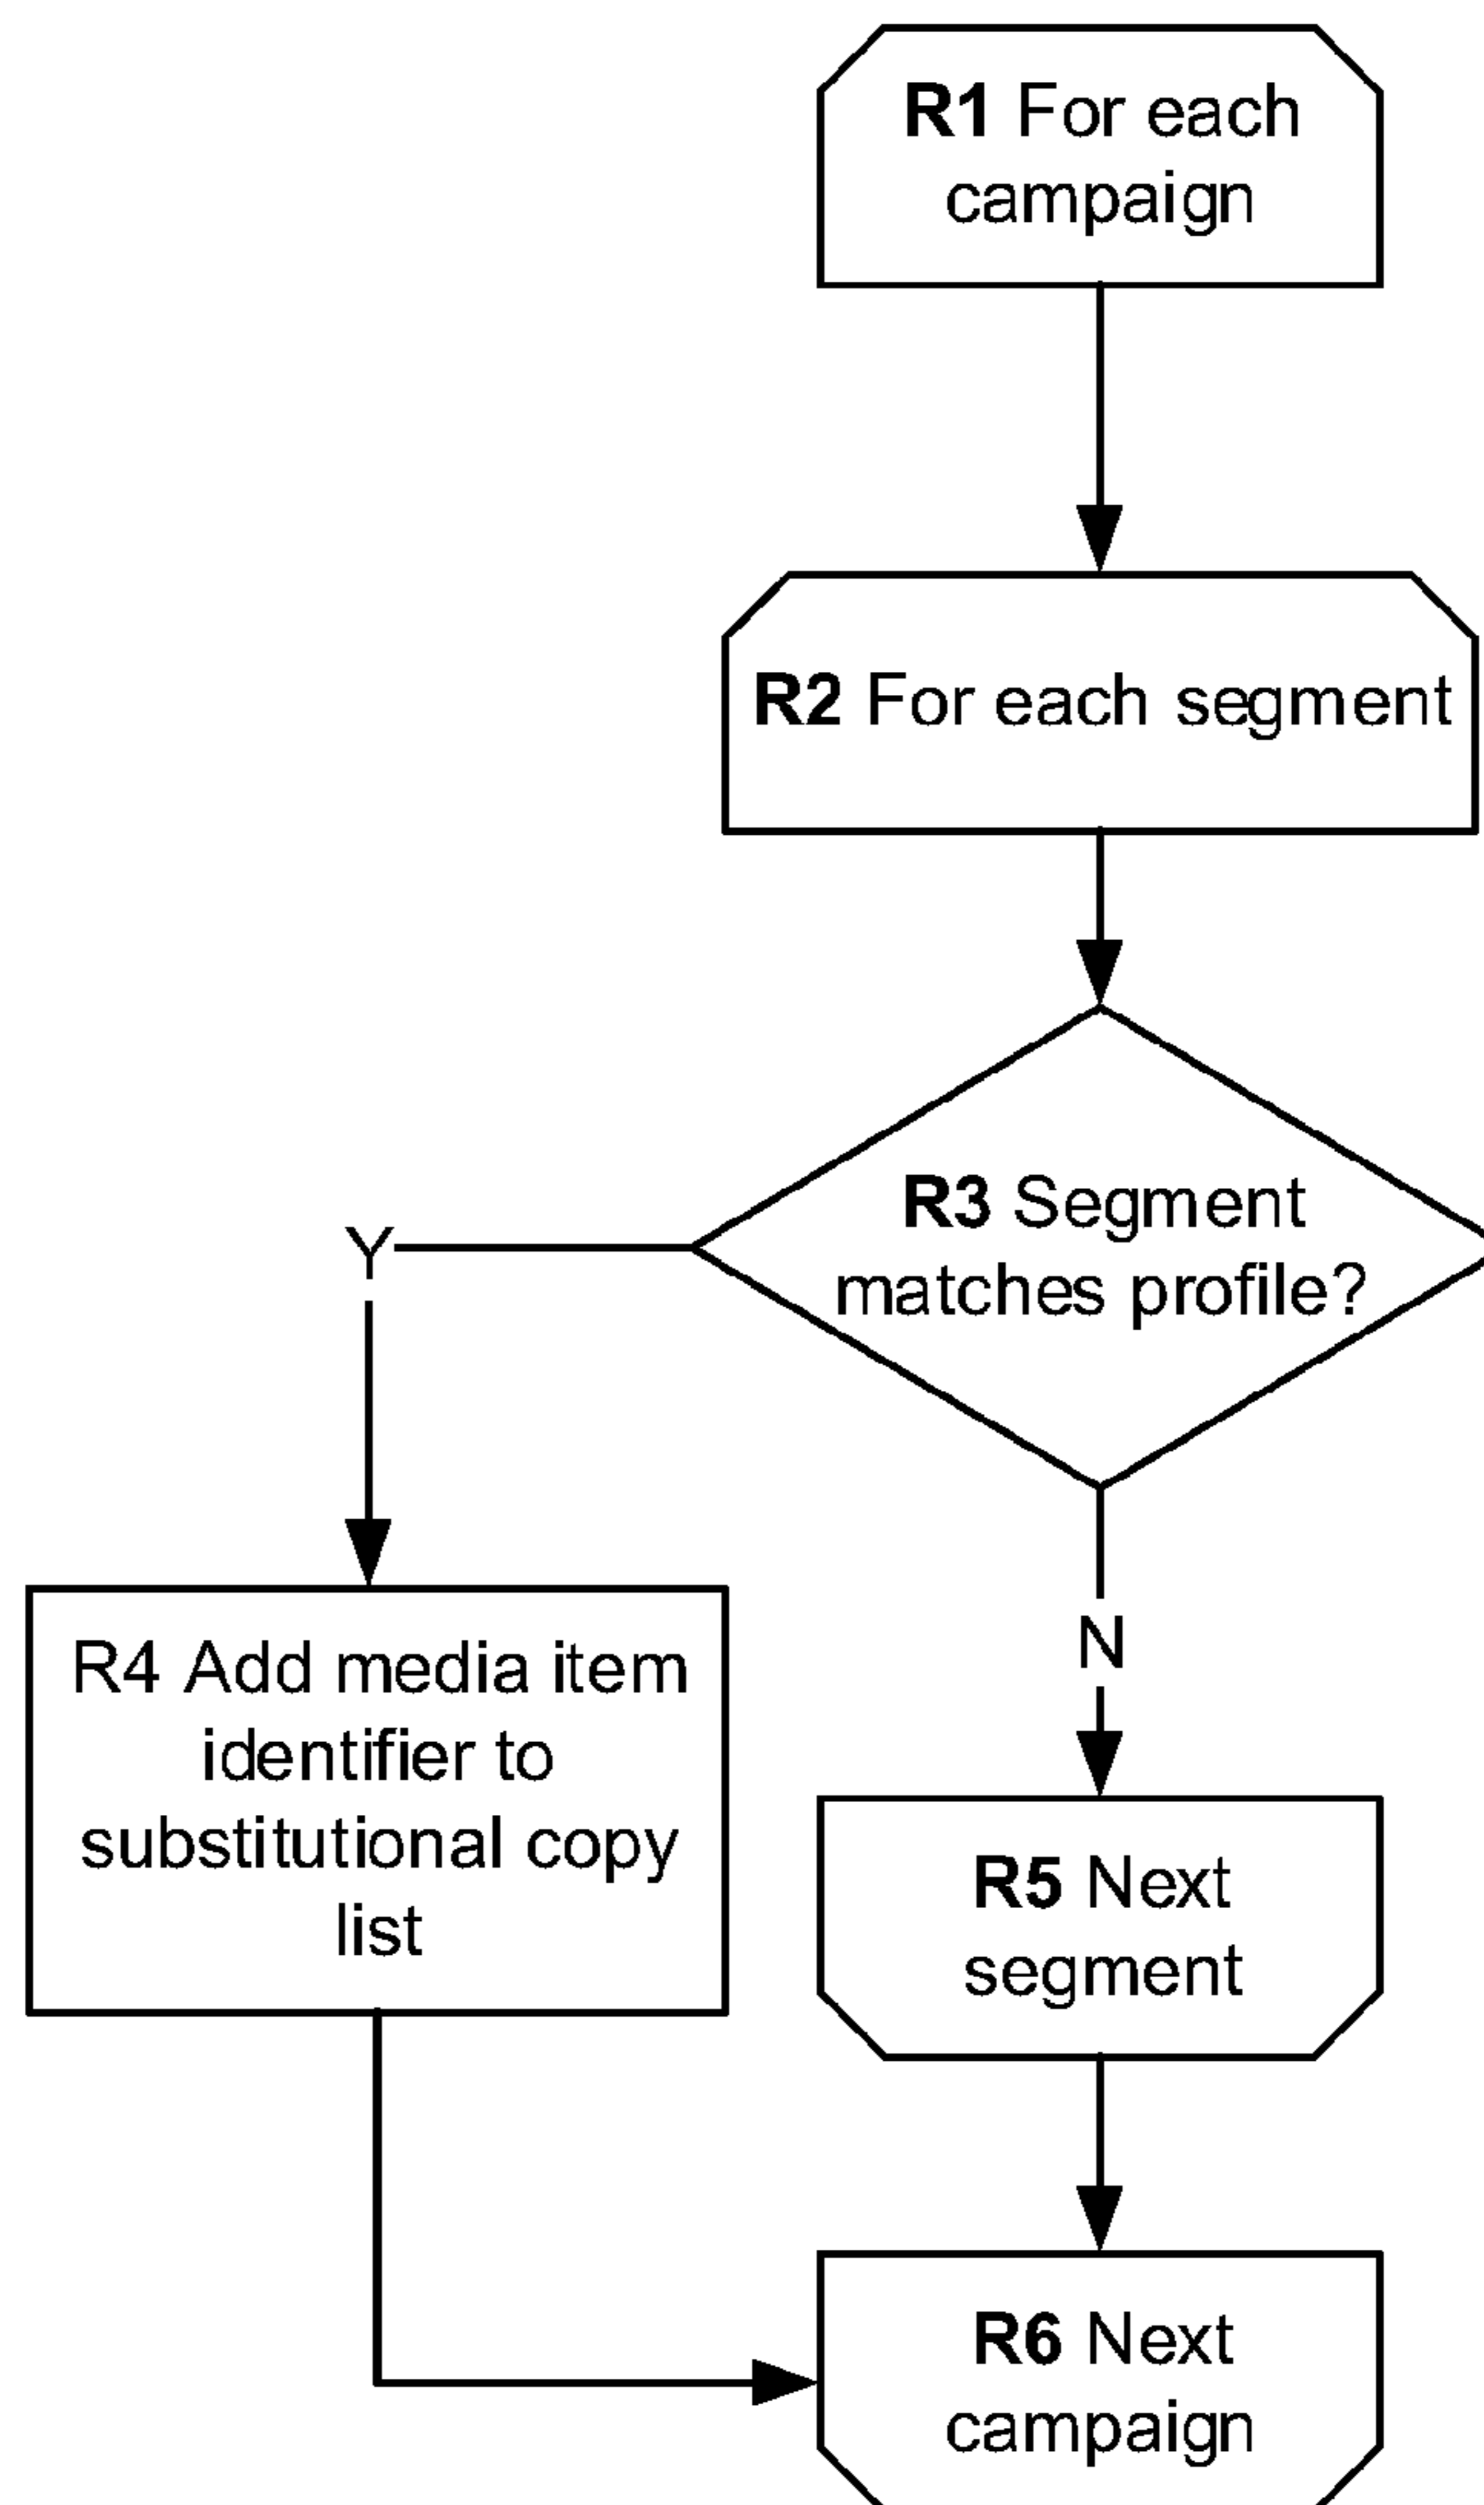 R1 For each
campaign
R2 For each segment
R3 Segment
matches profile?
Y
N
R4 Add media item
identifier to
substitutional copy
list
R5 Next
segment
R6 Next
campaign